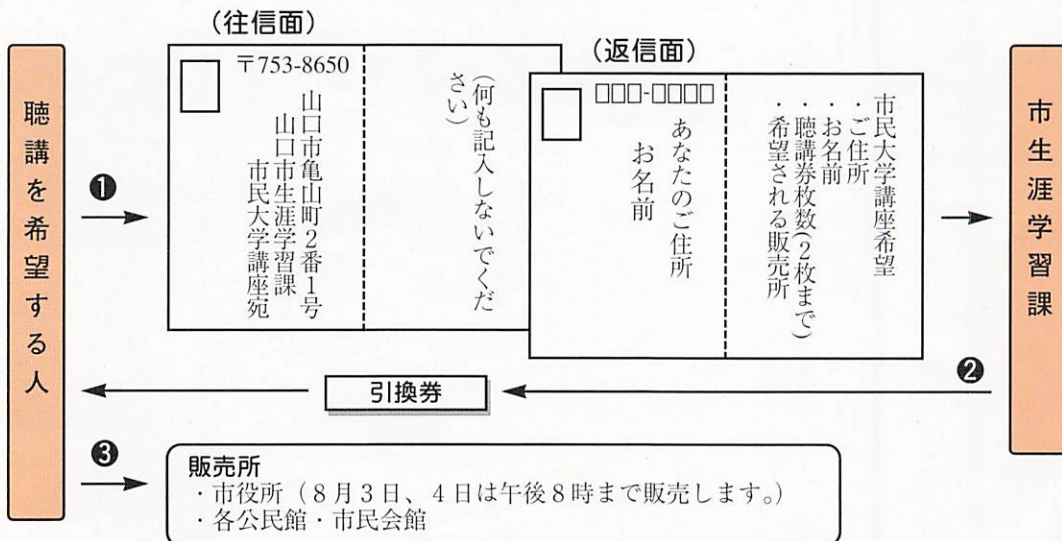 聴講を希望する人
❶
(往信面)
〒753-8650
山口市亀山町2番1号
山口市生涯学習課
市民大学講座宛
(何も記入しないでくだ
さい)
(返信面)
□□□-□□□□
あなたのご住所
お名前
市民大学講座希望
・ご住所
・お名前
・聴講券枚数(2枚まで)
・希望される販売所
市生涯学習課
❷
引換券
❸
販売所
・市役所(8月3日、4日は午後8時まで販売します。)
・各公民館・市民会館